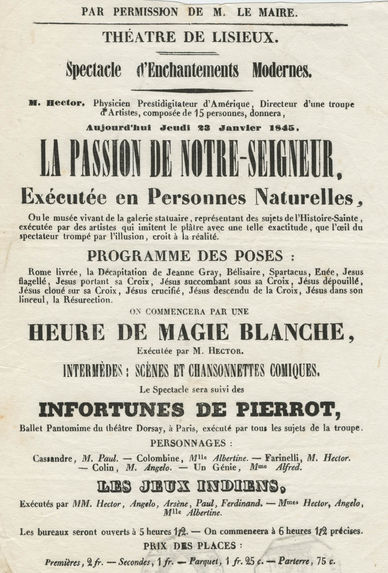 PAR PERMISSION DE M. LE MAIRE.
THÉATRE DE LISIEUX.
Spectacle d'Enchantements Modernes.
M. Hector, Physicien Prestidigitateur d'Amérique, Directeur d'une troupe
d'Artistes, composée de 15 personnes, donnera,
Aujourd'hui Jeudi 23 Janvier 1845,
LA PASSION DE NOTRE-SEIGNEUR,
Exécutée en Personnes Naturelles,
Ou le musée vivant de la galerie statuaire, représentant des sujets de l'Histoire-Sainte,
exécutée par des artistes qui imitent le plâtre avec une telle exactitude, que l'œil du
spectateur trompé par l'illusion, croit à la réalité.
PROGRAMME DES POSES :
Rome livrée, la Décapitation de Jeanne Gray, Bélisaire, Spartacus, Enée, Jesus
flagellé, Jesus portant sa Croix, Jésus succombant sous sa Croix, Jésus dépouillé,
Jésus cloué sur sa Croix, Jésus crucifié, Jésus descendu de la Croix, Jésus dans son
linceul, la Résurection.
ON COMMENCERA PAR UNE
HEURE DE MAGIE BLANCHE,
Exécutée par M. HECTOR.
INTERMÈDES : SCÈNES ET CHANSONNETTES COMIQUES.
Le Spectacle sera suivi des
INFORTUNES DE PIERROT,
Ballet Pantomime du théâtre Dorsay, à Paris, exécuté par tous les sujets de la troupe.
PERSONNAGES :
Cassandre, M. Paul. — Colombine, Mlle Albertine. — Farinelli, M. Hector.
— Colin, M. Angelo. — Un Génie, Mme Alfred.
LES JEUX INDIENS,
Exécutés par MM. Hector, Angelo, Arsène, Paul, Ferdinand. — Mmes Hector, Angelo,
Mlle Albertine.
Les bureaux seront ouverts à 5 heures 1/2. — On commencera à 6 heures 1/2 précises.
PRIX DES PLACES :
Premières, 2 fr. — Secondes, 1 fr. — Parquet, 1 fr. 25 c. — Parterre, 75 c.